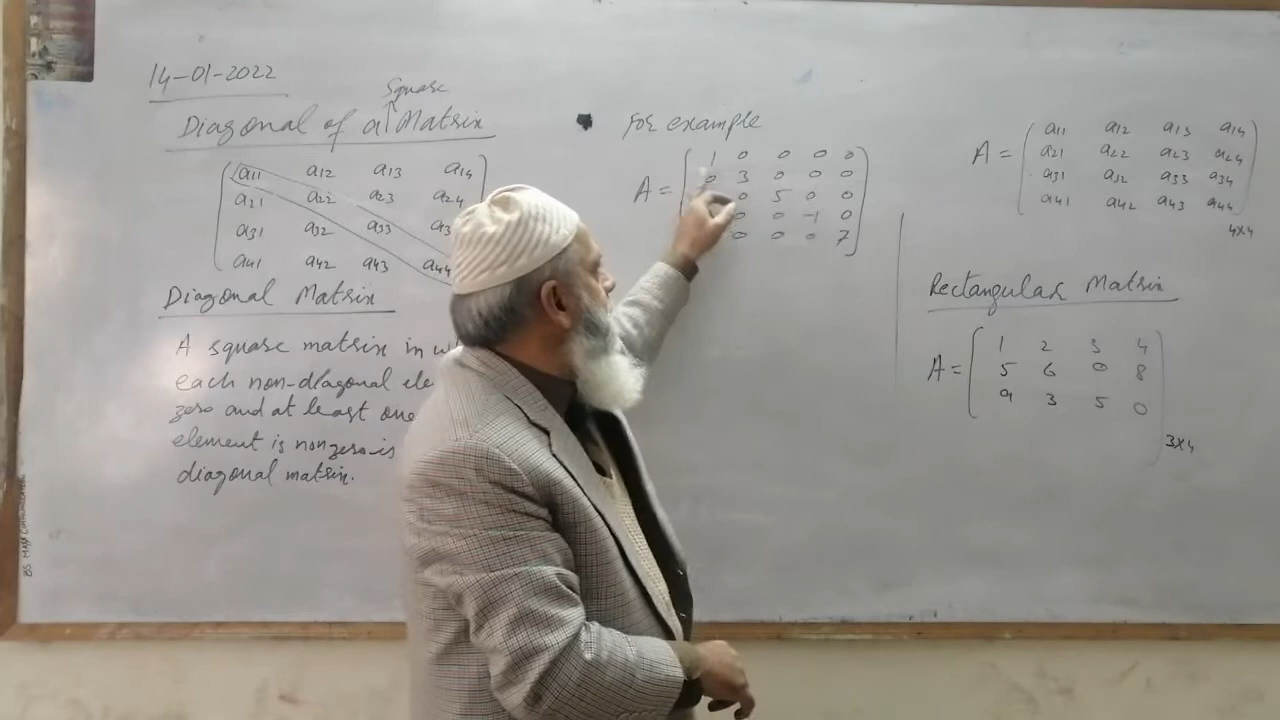 14-01-2022
Square
Diagonal of a Matrix
a11 a12 a13 a14
a21 a22 a23 a24
a31 a32 a33
a41 a42 a43 a44
Diagonal Matrix
A square matrix in
each non-diagonal
zero and at least one
element is nonzero is
diagonal matrix.
For example
A =
1 0 0 0 0
0 3 0 0 0
0 5 0 0
0 0 -1 0
0 0 0 7
A =
a11 a12 a13 a14
a21 a22 a23 a24
a31 a32 a33 a34
a41 a42 a43 a44
4x4
Rectangular Matrix
A =
1 2 3 4
5 6 0 8
9 3 5 0
3x4